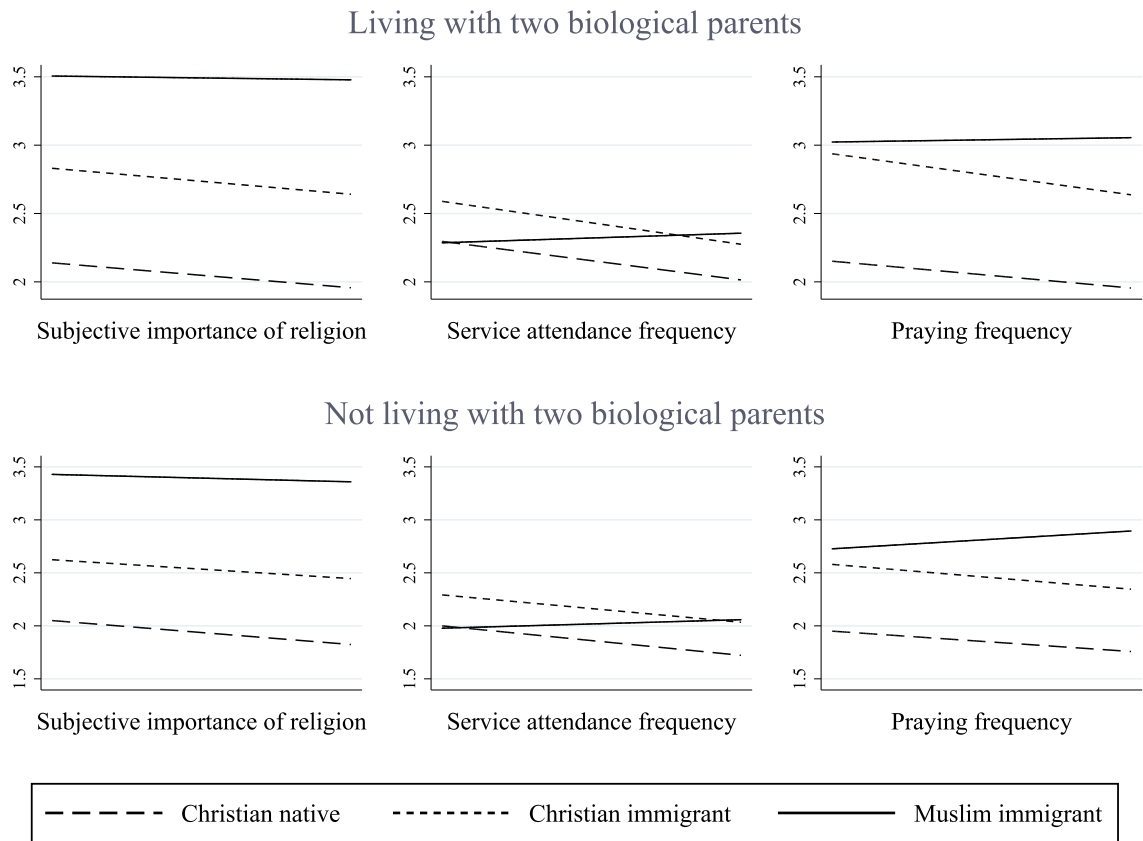 Living with two biological parents
3.5
3
2.5
2
3.5
3
2.5
2
3.5
3
2.5
2
Subjective importance of religion
Service attendance frequency
Praying frequency
Not living with two biological parents
3.5
3
2.5
2
1.5
3.5
3
2.5
2
1.5
3.5
3
2.5
2
1.5
Subjective importance of religion
Service attendance frequency
Praying frequency
Christian native
Christian immigrant
Muslim immigrant